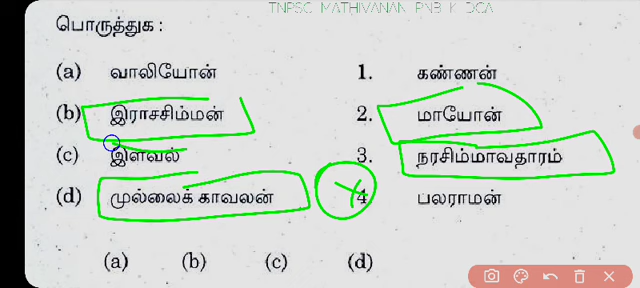 TNPSC MATHIVANAN PNB K DCA
பொருத்துக :
(a) வாலியோன் 1. கண்ணன்
(b) இராசசிம்மன் 2. மாயோன்
(c) இளவல் 3. நரசிம்மாவதாரம்
(d) முல்லைக் காவலன் 4 பலராமன்
(a) (b) (c) (d)